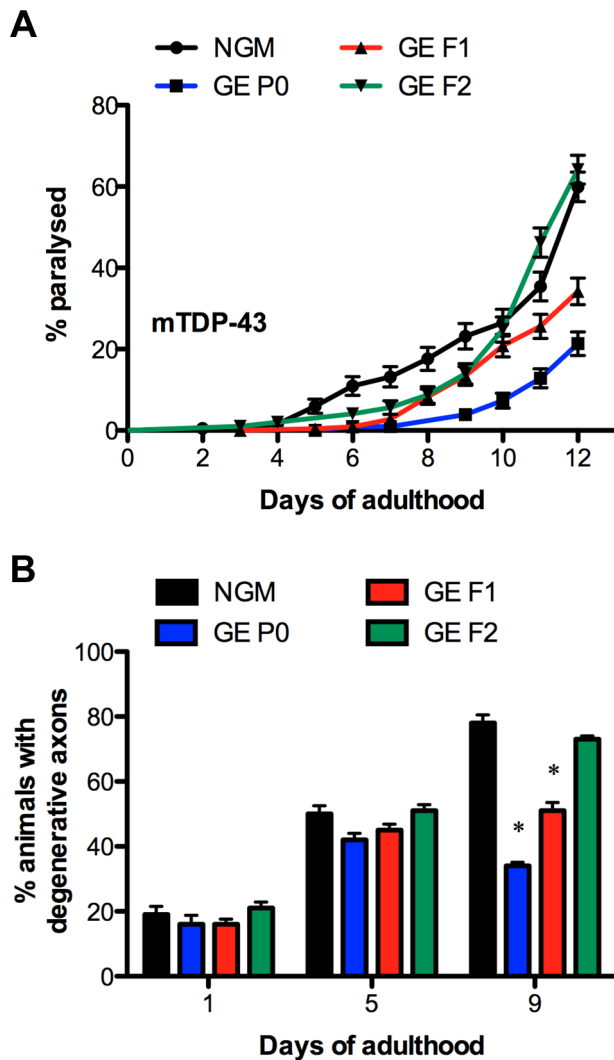 A
NGM GE F1
GE P0 GE F2
% paralysed
80
60
40
20
0
mTDP-43
0 2 4 6 8 10 12
Days of adulthood
B
NGM GE F1
GE P0 GE F2
% animals with
degenerative axons
100
80
60
40
20
0
* *
1 5 9
Days of adulthood